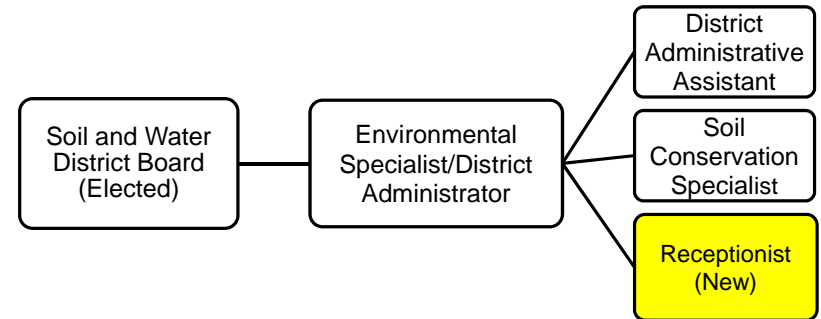 Soil and Water
District Board
(Elected)
Environmental
Specialist/District
Administrator
District
Administrative
Assistant
Soil
Conservation
Specialist
Receptionist
(New)